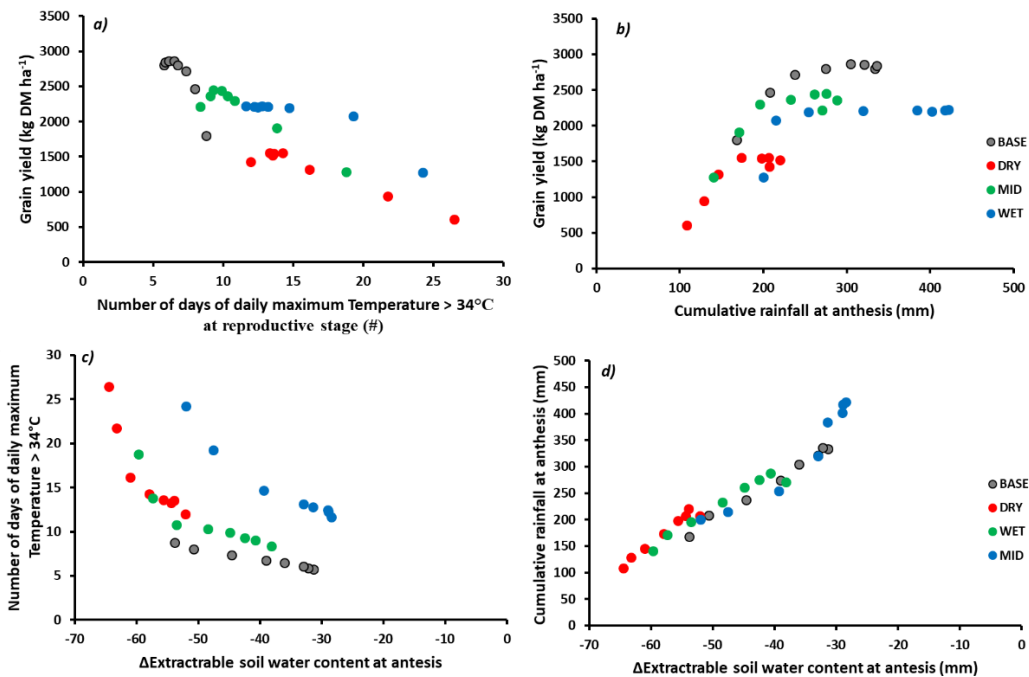 a)
3500
3000
2500
2000
1500
1000
500
0
Grain yield (kg DM ha⁻¹)
0 5 10 15 20 25 30
Number of days of daily maximum Temperature > 34°C
at reproductive stage (#)
b)
3500
3000
2500
2000
1500
1000
500
0
Grain yield (kg DM ha⁻¹)
0 100 200 300 400 500
Cumulative rainfall at anthesis (mm)
BASE
DRY
MID
WET
c)
30
25
20
15
10
5
0
Number of days of daily maximum
Temperature > 34°C
-70 -60 -50 -40 -30 -20 -10 0
ΔExtractrable soil water content at antesis
d)
500
450
400
350
300
250
200
150
100
50
0
Cumulative rainfall at anthesis (mm)
-70 -60 -50 -40 -30 -20 -10 0
ΔExtractrable soil water content at antesis (mm)
BASE
DRY
WET
MID